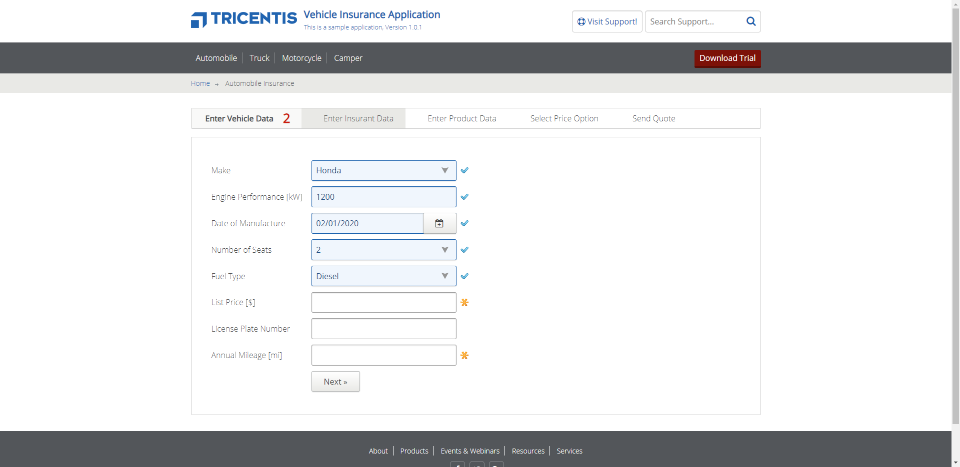 TRICENTIS Vehicle Insurance Application
This is a sample application. Version 1.0.1
Visit Support!
Search Support...
Automobile Truck Motorcycle Camper
Download Trial
Home → Automobile Insurance
Enter Vehicle Data 2 Enter Insurant Data Enter Product Data Select Price Option Send Quote
Make Honda
Engine Performance [kW] 1200
Date of Manufacture 02/01/2020
Number of Seats 2
Fuel Type Diesel
List Price [$]
License Plate Number
Annual Mileage [mi]
Next »
About Products Events & Webinars Resources Services